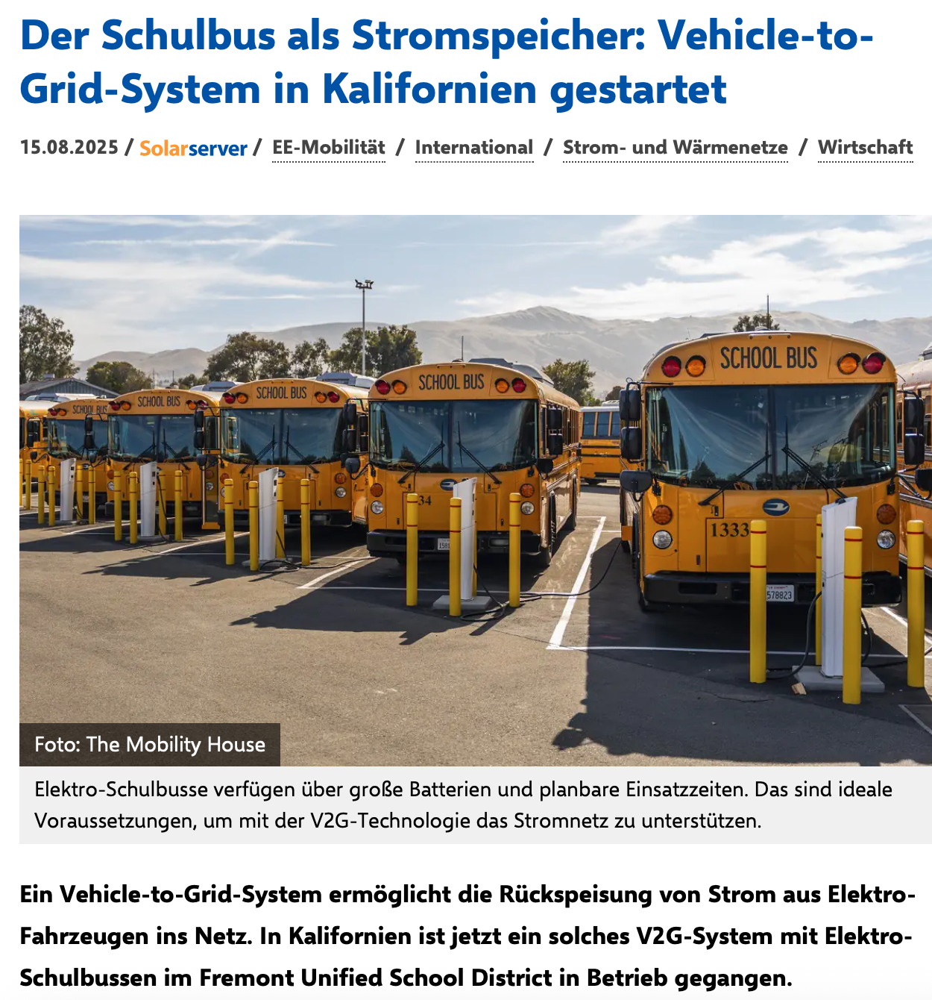 Der Schulbus als Stromspeicher: Vehicle-to-
Grid-System in Kalifornien gestartet
15.08.2025 / Solarserver / EE-Mobilität / International / Strom- und Wärmenetze / Wirtschaft
SCHOOL BUS
SCHOOL BUS
SCHOOL BUS
SCHOOL BUS
SCHOOL BUS
34
1333
578823
Foto: The Mobility House
Elektro-Schulbusse verfügen über große Batterien und planbare Einsatzzeiten. Das sind ideale
Voraussetzungen, um mit der V2G-Technologie das Stromnetz zu unterstützen.
Ein Vehicle-to-Grid-System ermöglicht die Rückspeisung von Strom aus Elektro-
Fahrzeugen ins Netz. In Kalifornien ist jetzt ein solches V2G-System mit Elektro-
Schulbussen im Fremont Unified School District in Betrieb gegangen.